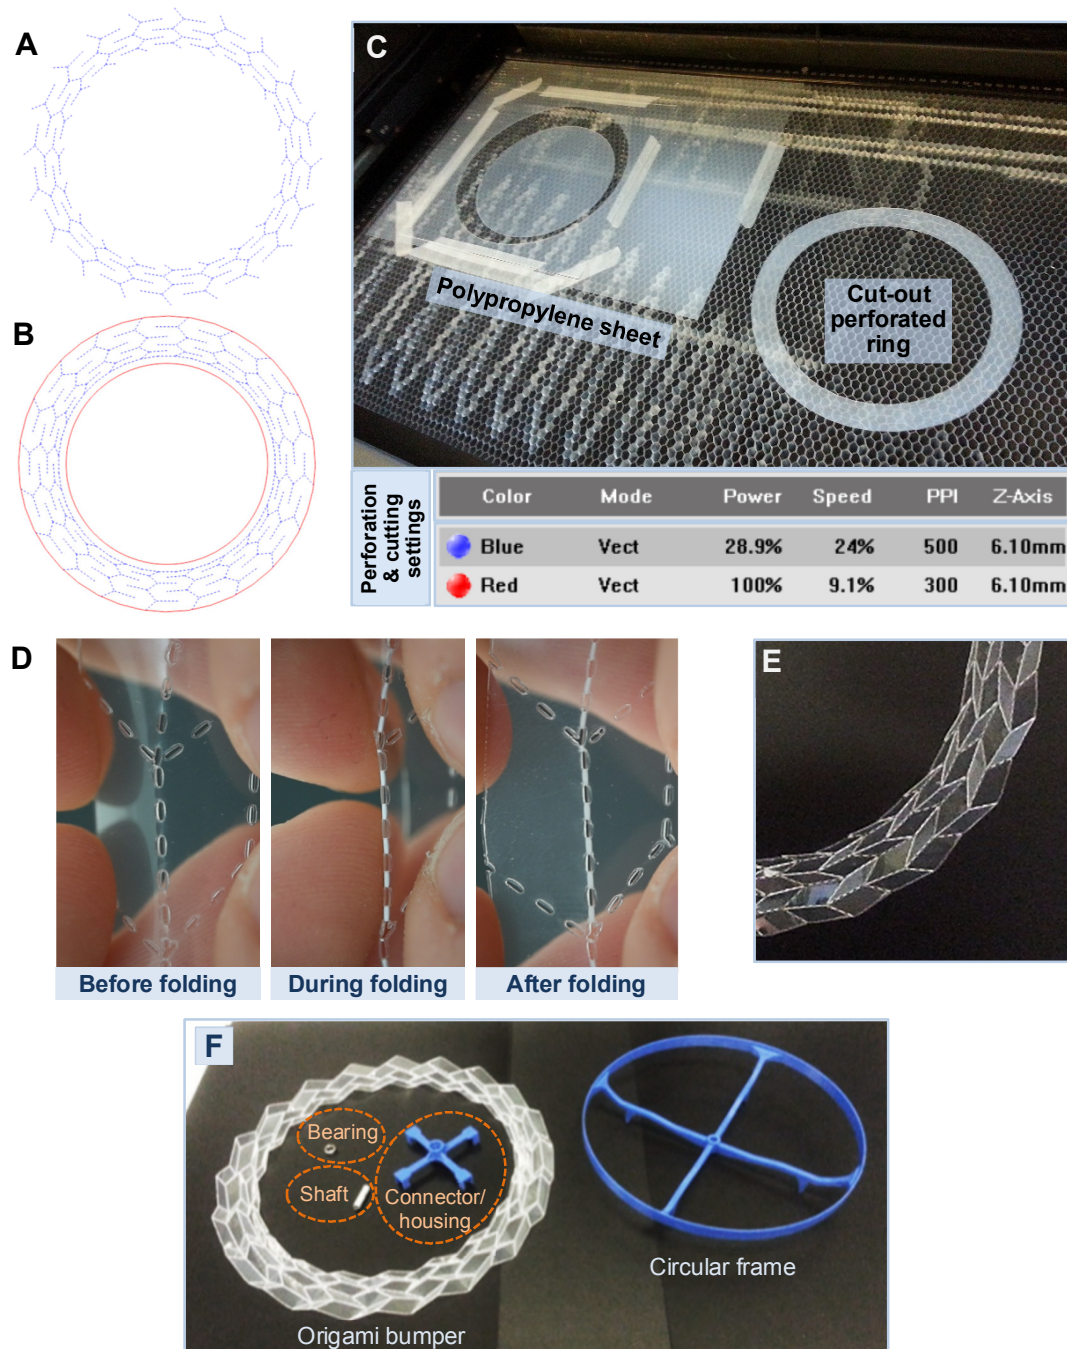 A
B
C
Polypropylene sheet
Cut-out
perforated
ring
Perforation
& cutting
settings
Color Mode Power Speed PPI Z-Axis
Blue Vect 28.9% 24% 500 6.10mm
Red Vect 100% 9.1% 300 6.10mm
D
Before folding
During folding
After folding
E
F
Bearing
Shaft
Connector/
housing
Origami bumper
Circular frame